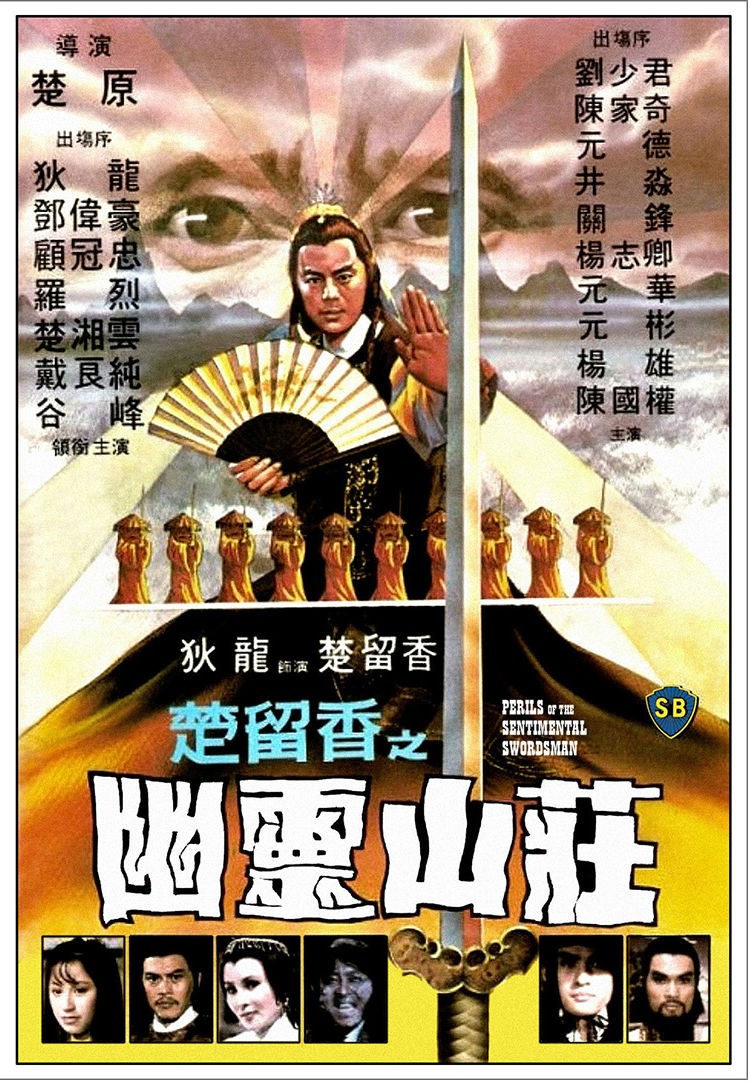 導演
楚原
出塲序
狄龍
鄧偉豪
顧冠忠
羅烈
楚湘雲
戴良純
谷峰
領銜主演
出塲序
劉少君
陳家奇
元德
井淼
關鋒
楊志卿
元華
元彬
楊雄
陳國權
主演
狄龍飾演楚留香
楚留香之
幽靈山莊
PERILS OF THE
SENTIMENTAL
SWORDSMAN
SB